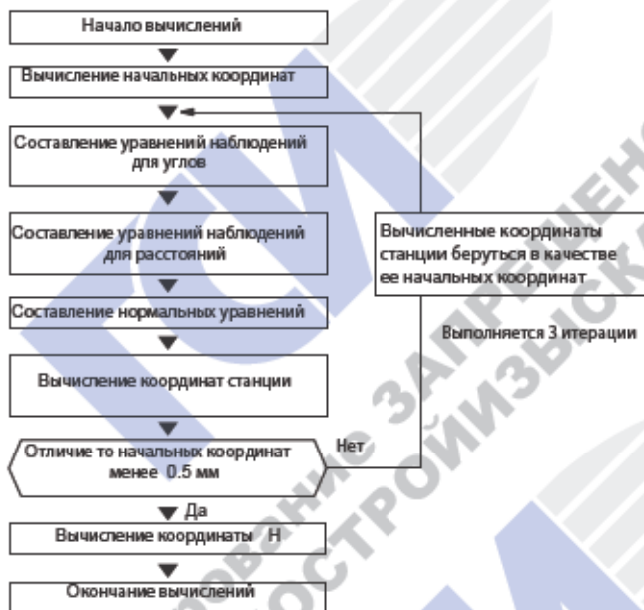 Начало вычислений
Вычисление начальных координат
Составление уравнений наблюдений
для углов
Составление уравнений наблюдений
для расстояний
Составление нормальных уравнений
Вычисление координат станции
Отличие то начальных координат
менее 0.5 мм
Нет
Да
Вычисление координаты H
Окончание вычислений
Вычисленные координаты
станции беруться в качестве
ее начальных координат
Выполняется 3 итерации
ГСИ